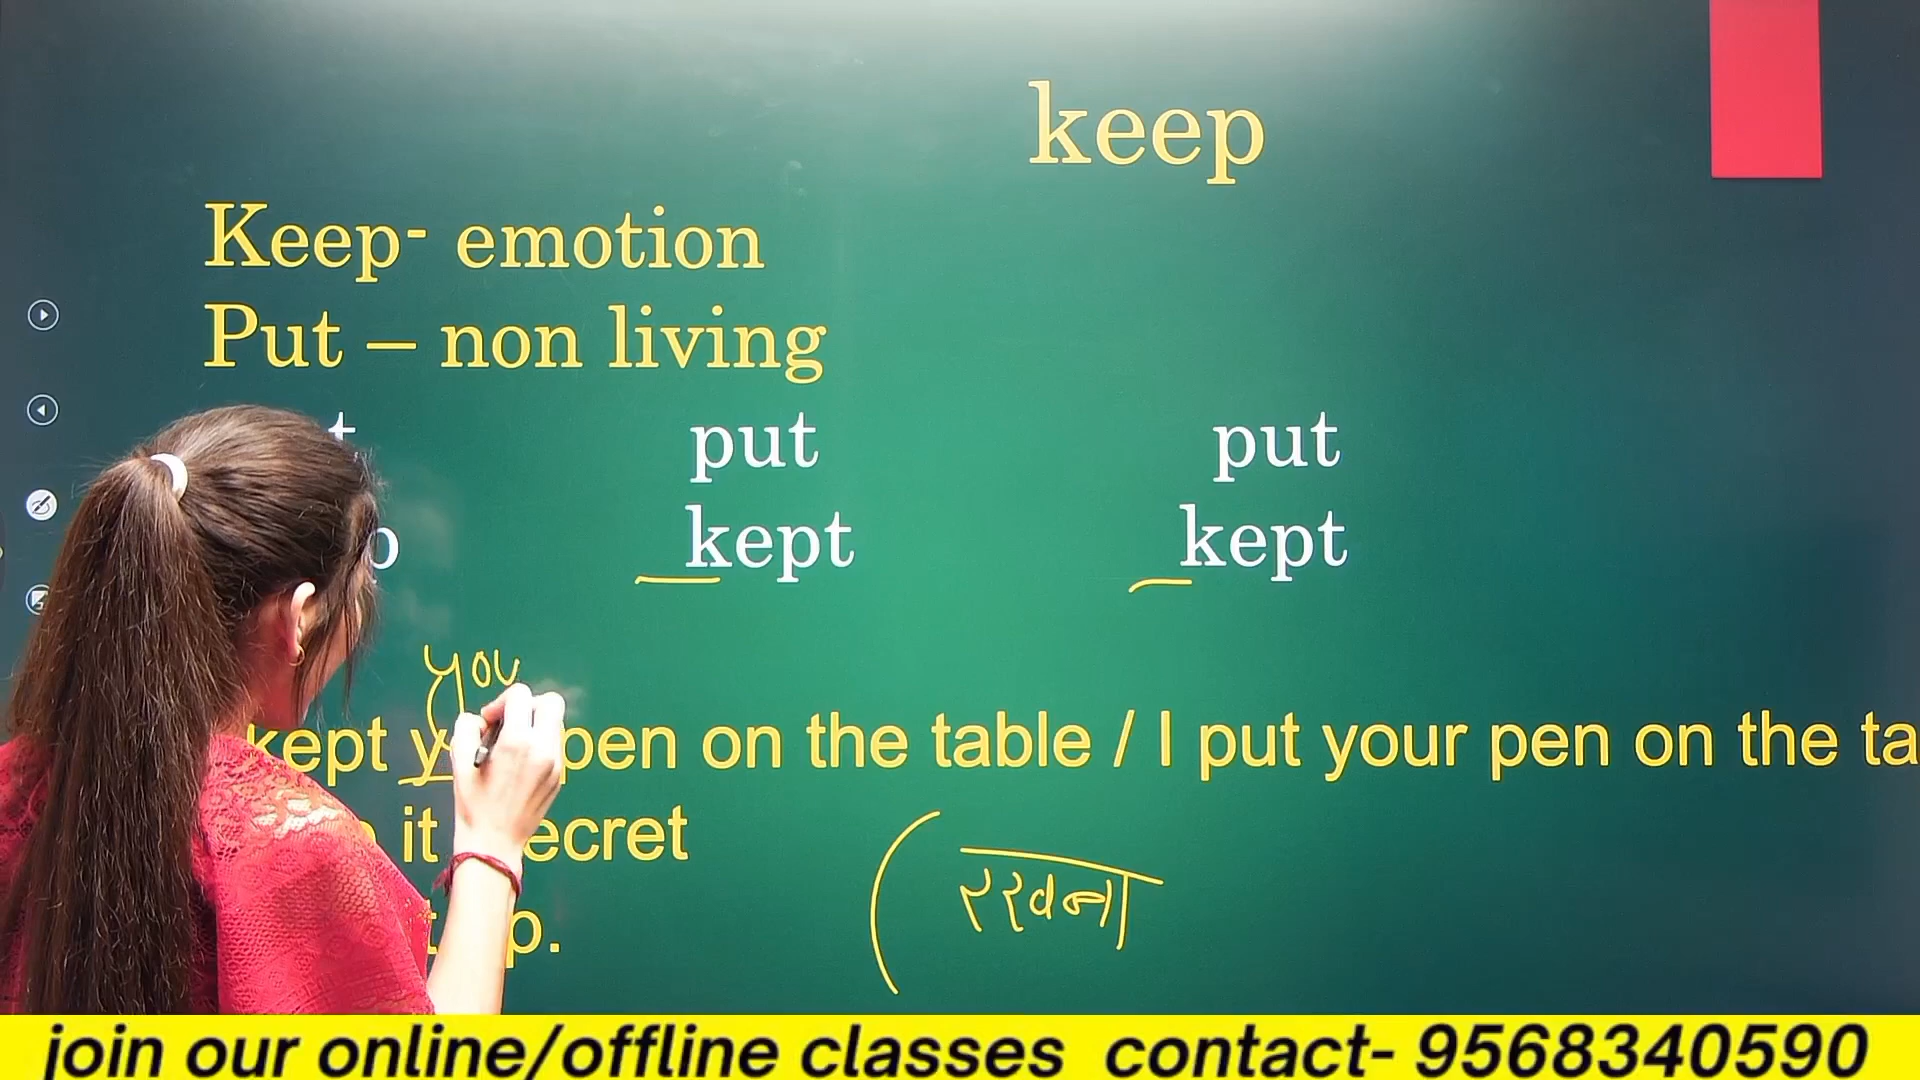 keep
Keep- emotion
Put – non living
put put
kept kept
you
kept pen on the table / I put your pen on the ta
it ecret
रखना
join our online/offline classes contact- 9568340590